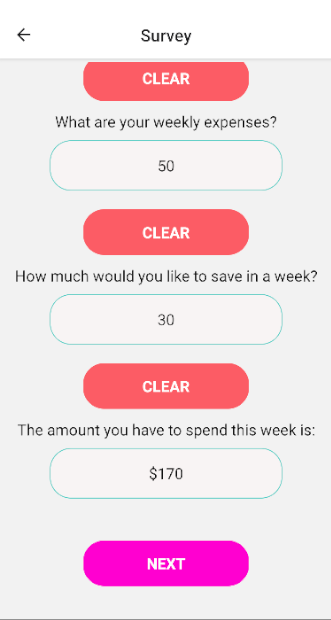 Survey
CLEAR
What are your weekly expenses?
50
CLEAR
How much would you like to save in a week?
30
CLEAR
The amount you have to spend this week is:
$170
NEXT